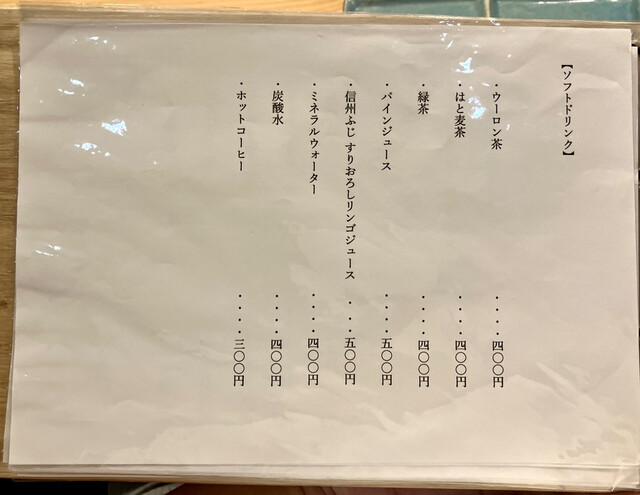 【ソフトドリンク】
・ウーロン茶 ・・・・四〇〇円
・はと麦茶 ・・・・四〇〇円
・緑茶 ・・・・四〇〇円
・パインジュース ・・・・五〇〇円
・信州ふじ すりおろしリンゴジュース ・・・五〇〇円
・ミネラルウォーター ・・・・四〇〇円
・炭酸水 ・・・・四〇〇円
・ホットコーヒー ・・・・三〇〇円